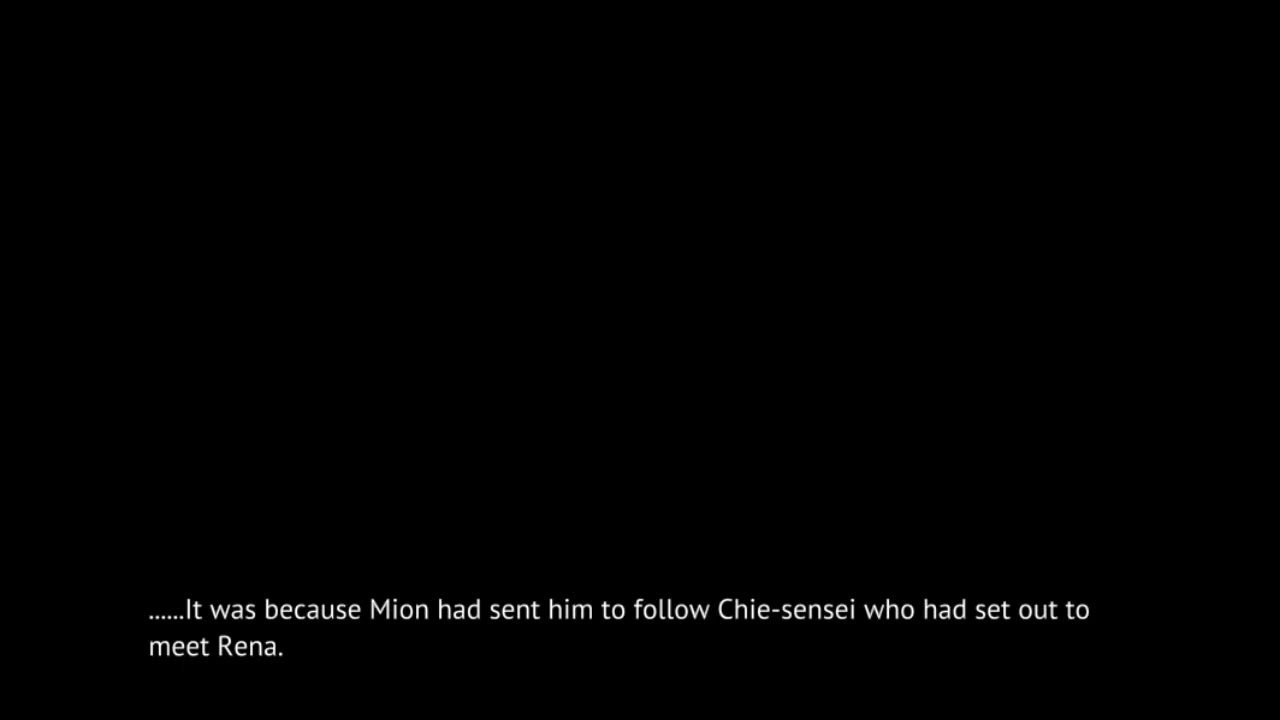 ......It was because Mion had sent him to follow Chie-sensei who had set out to
meet Rena.